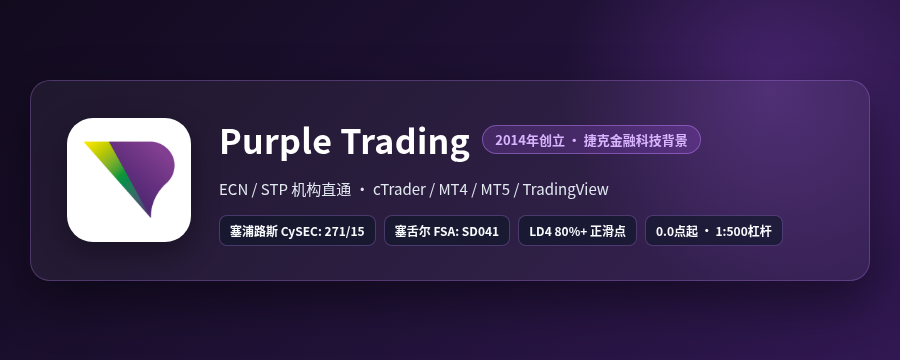 Purple Trading
2014年创立 · 捷克金融科技背景
ECN / STP 机构直通 · cTrader / MT4 / MT5 / TradingView
塞浦路斯 CySEC: 271/15
塞舌尔 FSA: SD041
LD4 80%+ 正滑点
0.0点起 · 1:500杠杆